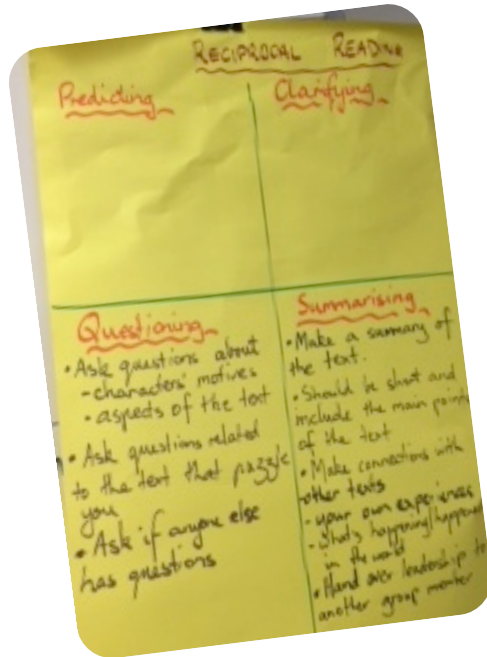 RECIPROCAL READING
Predicting
Clarifying
Questioning
• Ask questions about
- characters' motives
- aspects of the text
• Ask questions related
to the text that puzzle
you
• Ask if anyone else
has questions
Summarising
• Make a summary of
the text.
• Should be short and
include the main points
of the text
• Make connections with
other texts
- your own experiences
- what's happening/happened
in the world
• Hand over leadership to
another group member